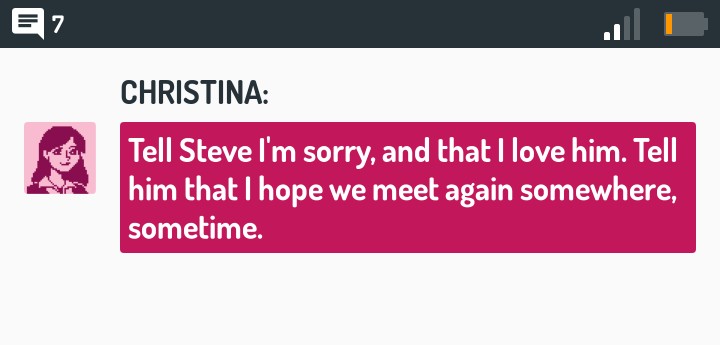 7
CHRISTINA:
Tell Steve I'm sorry, and that I love him. Tell
him that I hope we meet again somewhere,
sometime.